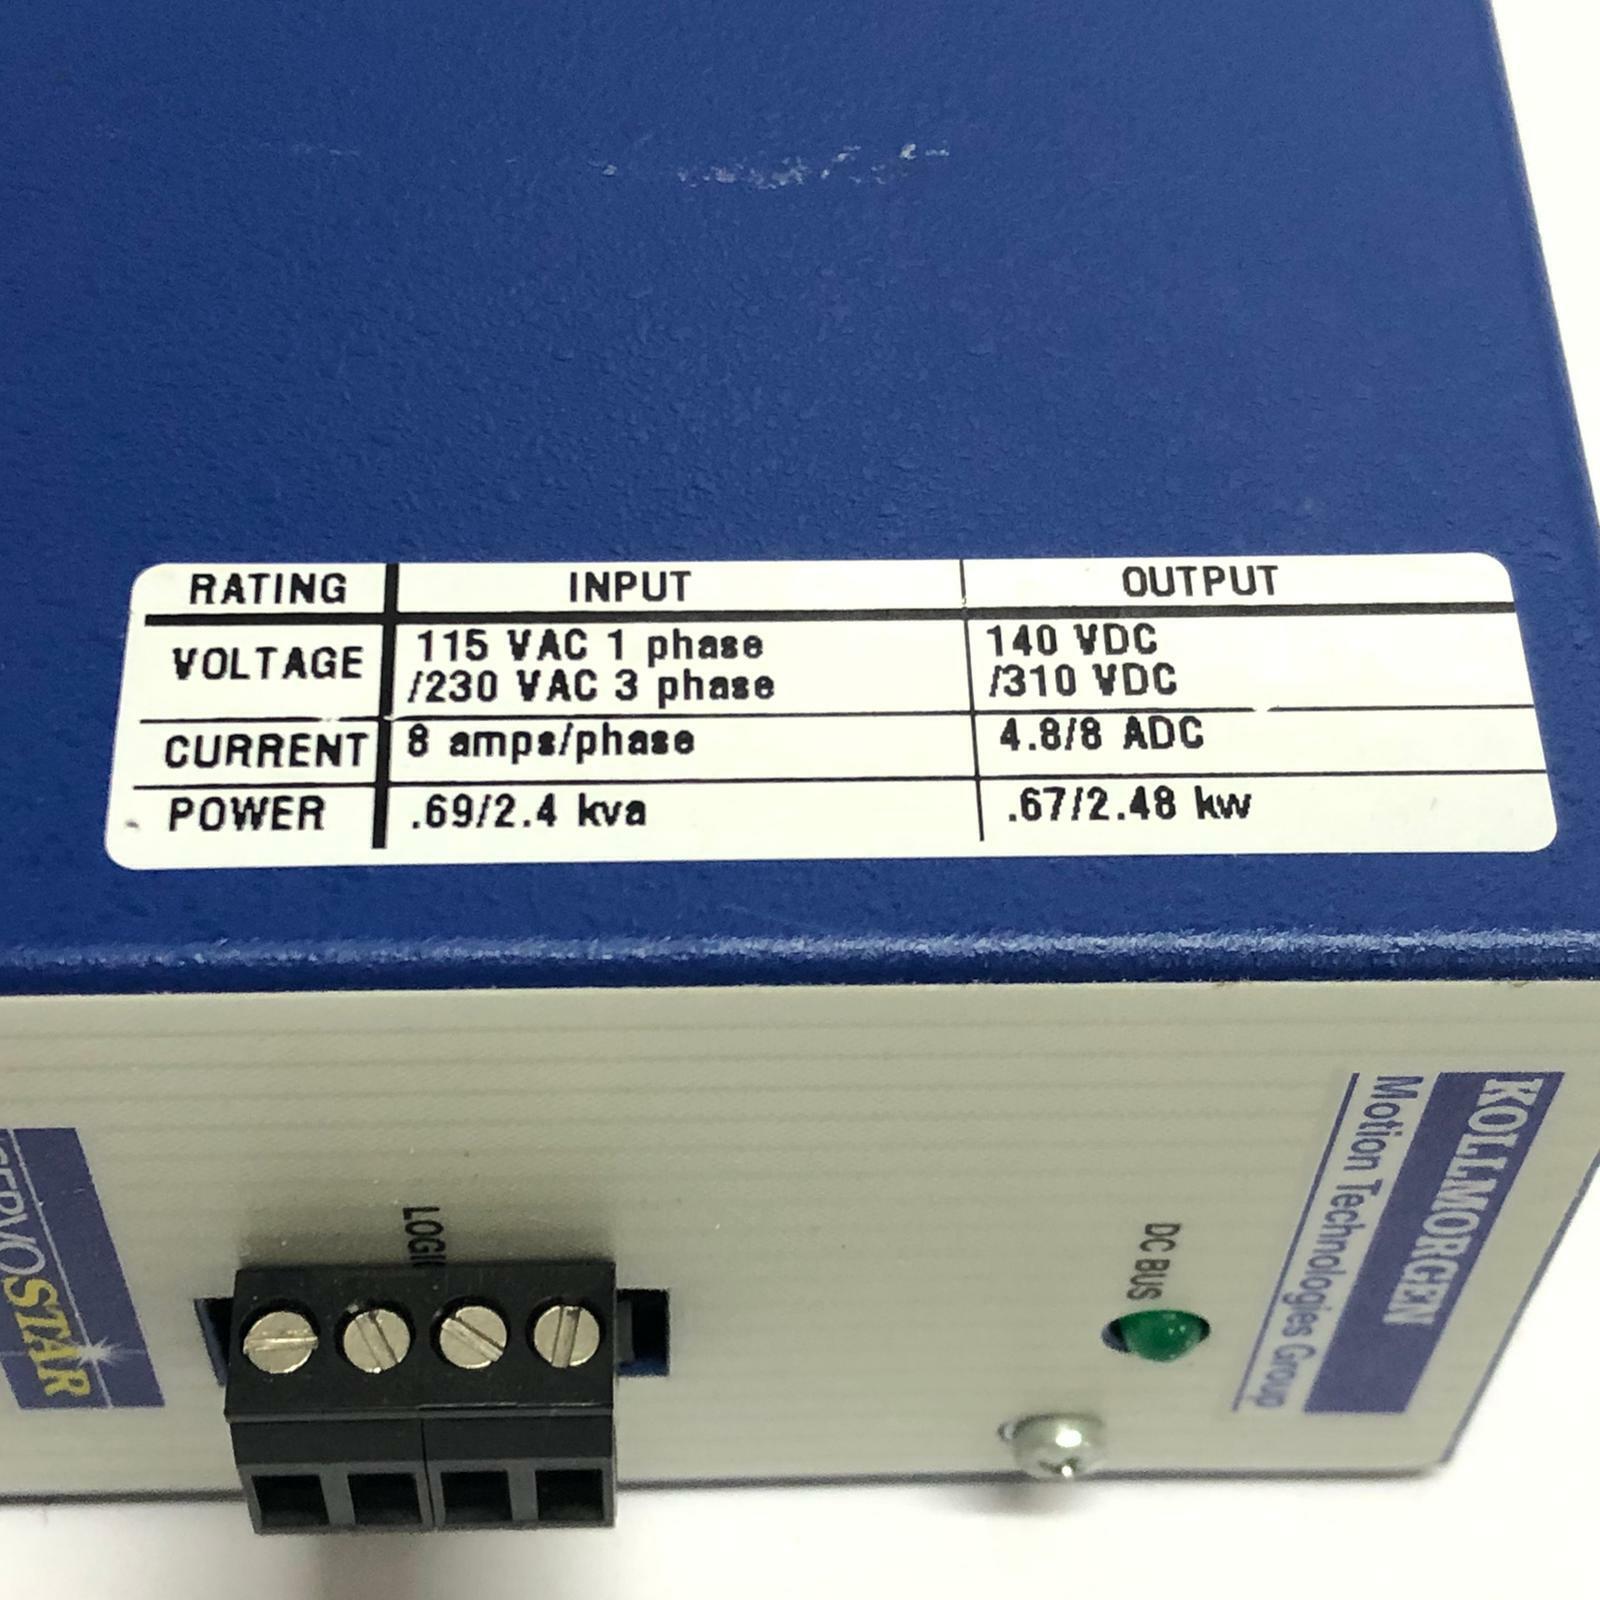 RATING INPUT OUTPUT
VOLTAGE 115 VAC 1 phase 140 VDC
/230 VAC 3 phase /310 VDC
CURRENT 8 amps/phase 4.8/8 ADC
POWER .69/2.4 kva .67/2.48 kw
KOLLMORGEN
Motion Technologies Group
DC BUS
LOGI
SERVOSTAR